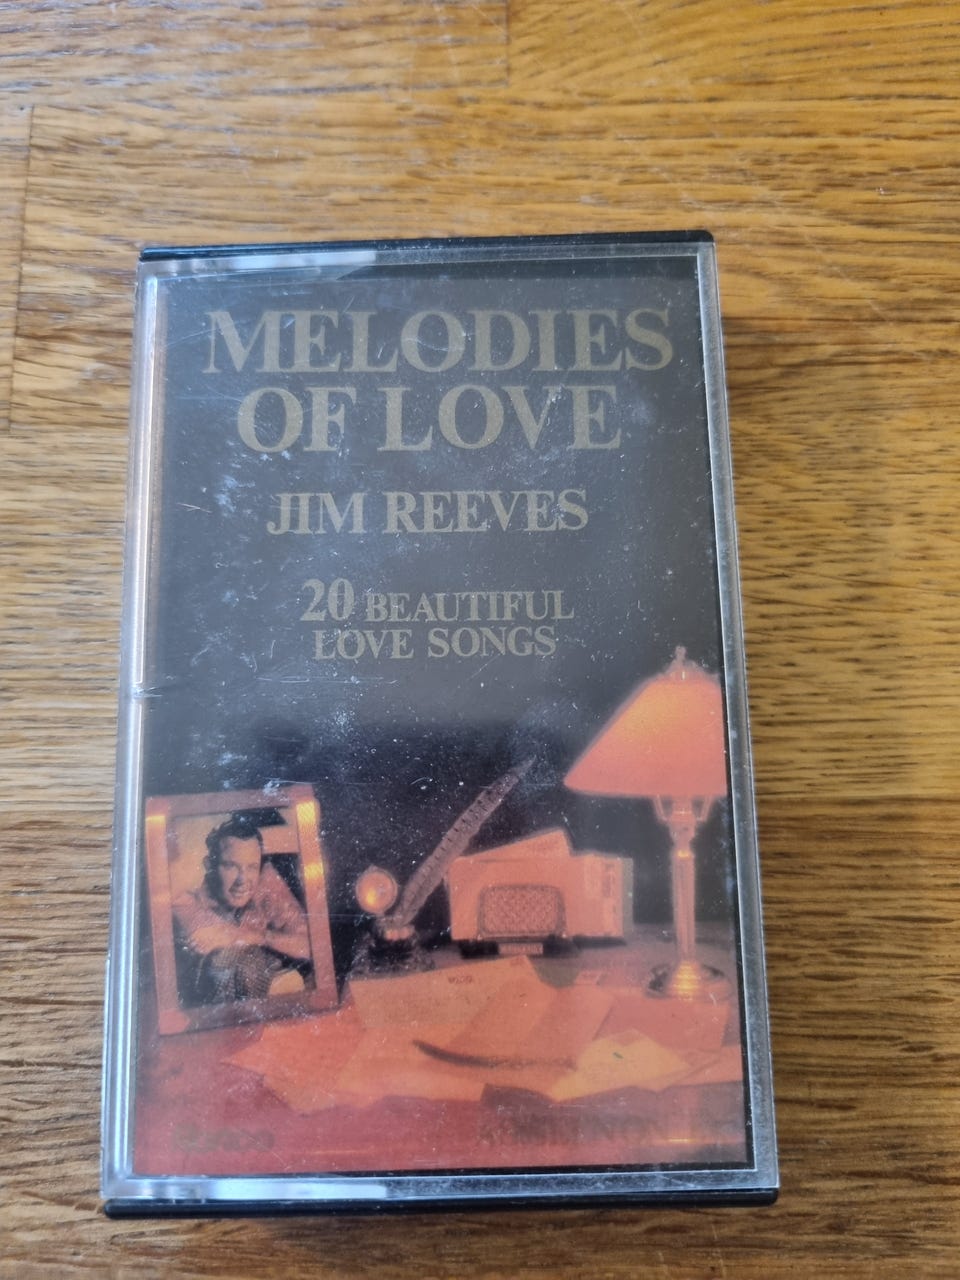 MELODIES
OF LOVE
JIM REEVES
20 BEAUTIFUL
LOVE SONGS